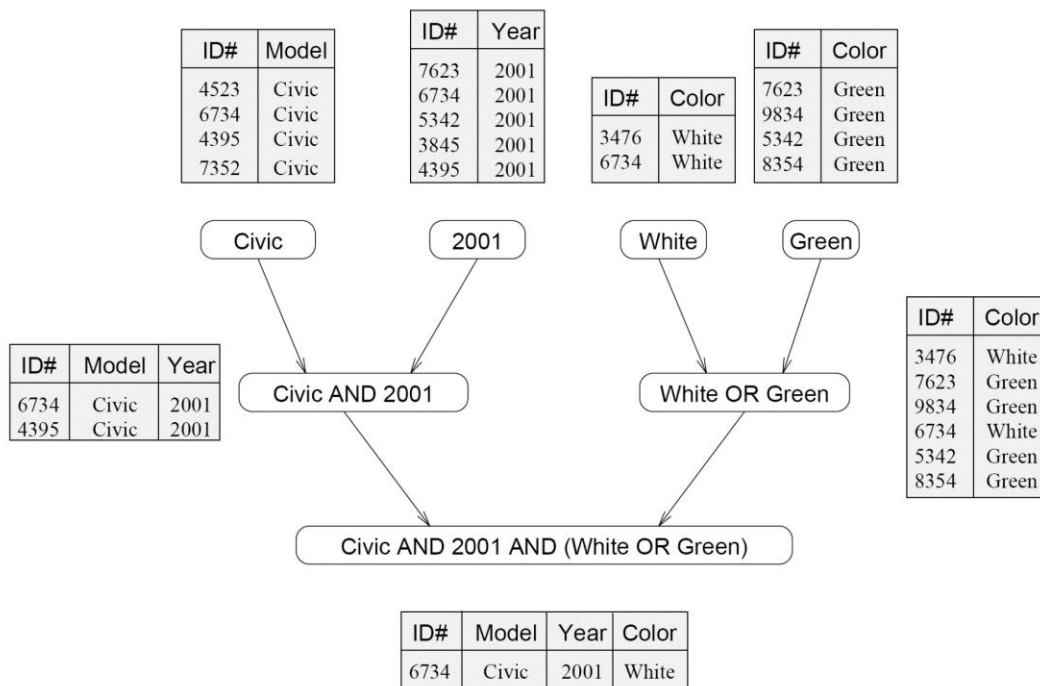 ID# Model
4523 Civic
6734 Civic
4395 Civic
7352 Civic
ID# Year
7623 2001
6734 2001
5342 2001
3845 2001
4395 2001
ID# Color
3476 White
6734 White
ID# Color
7623 Green
9834 Green
5342 Green
8354 Green
Civic
2001
White
Green
ID# Model Year
6734 Civic 2001
4395 Civic 2001
Civic AND 2001
White OR Green
ID# Color
3476 White
7623 Green
9834 Green
6734 White
5342 Green
8354 Green
Civic AND 2001 AND (White OR Green)
ID# Model Year Color
6734 Civic 2001 White